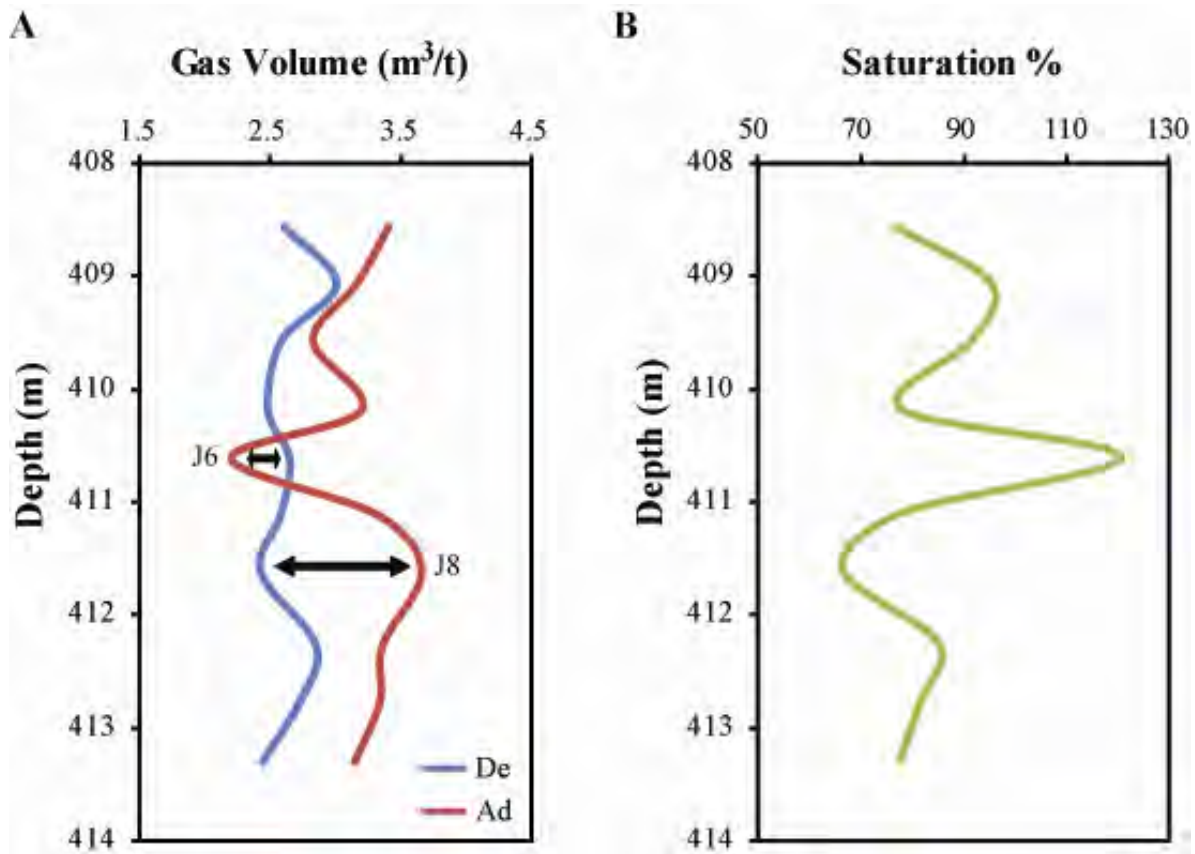 A
Gas Volume (m³/t)
1.5 2.5 3.5 4.5
408
409
410
411
412
413
414
Depth (m)
J6
J8
De
Ad
B
Saturation %
50 70 90 110 130
408
409
410
411
412
413
414
Depth (m)